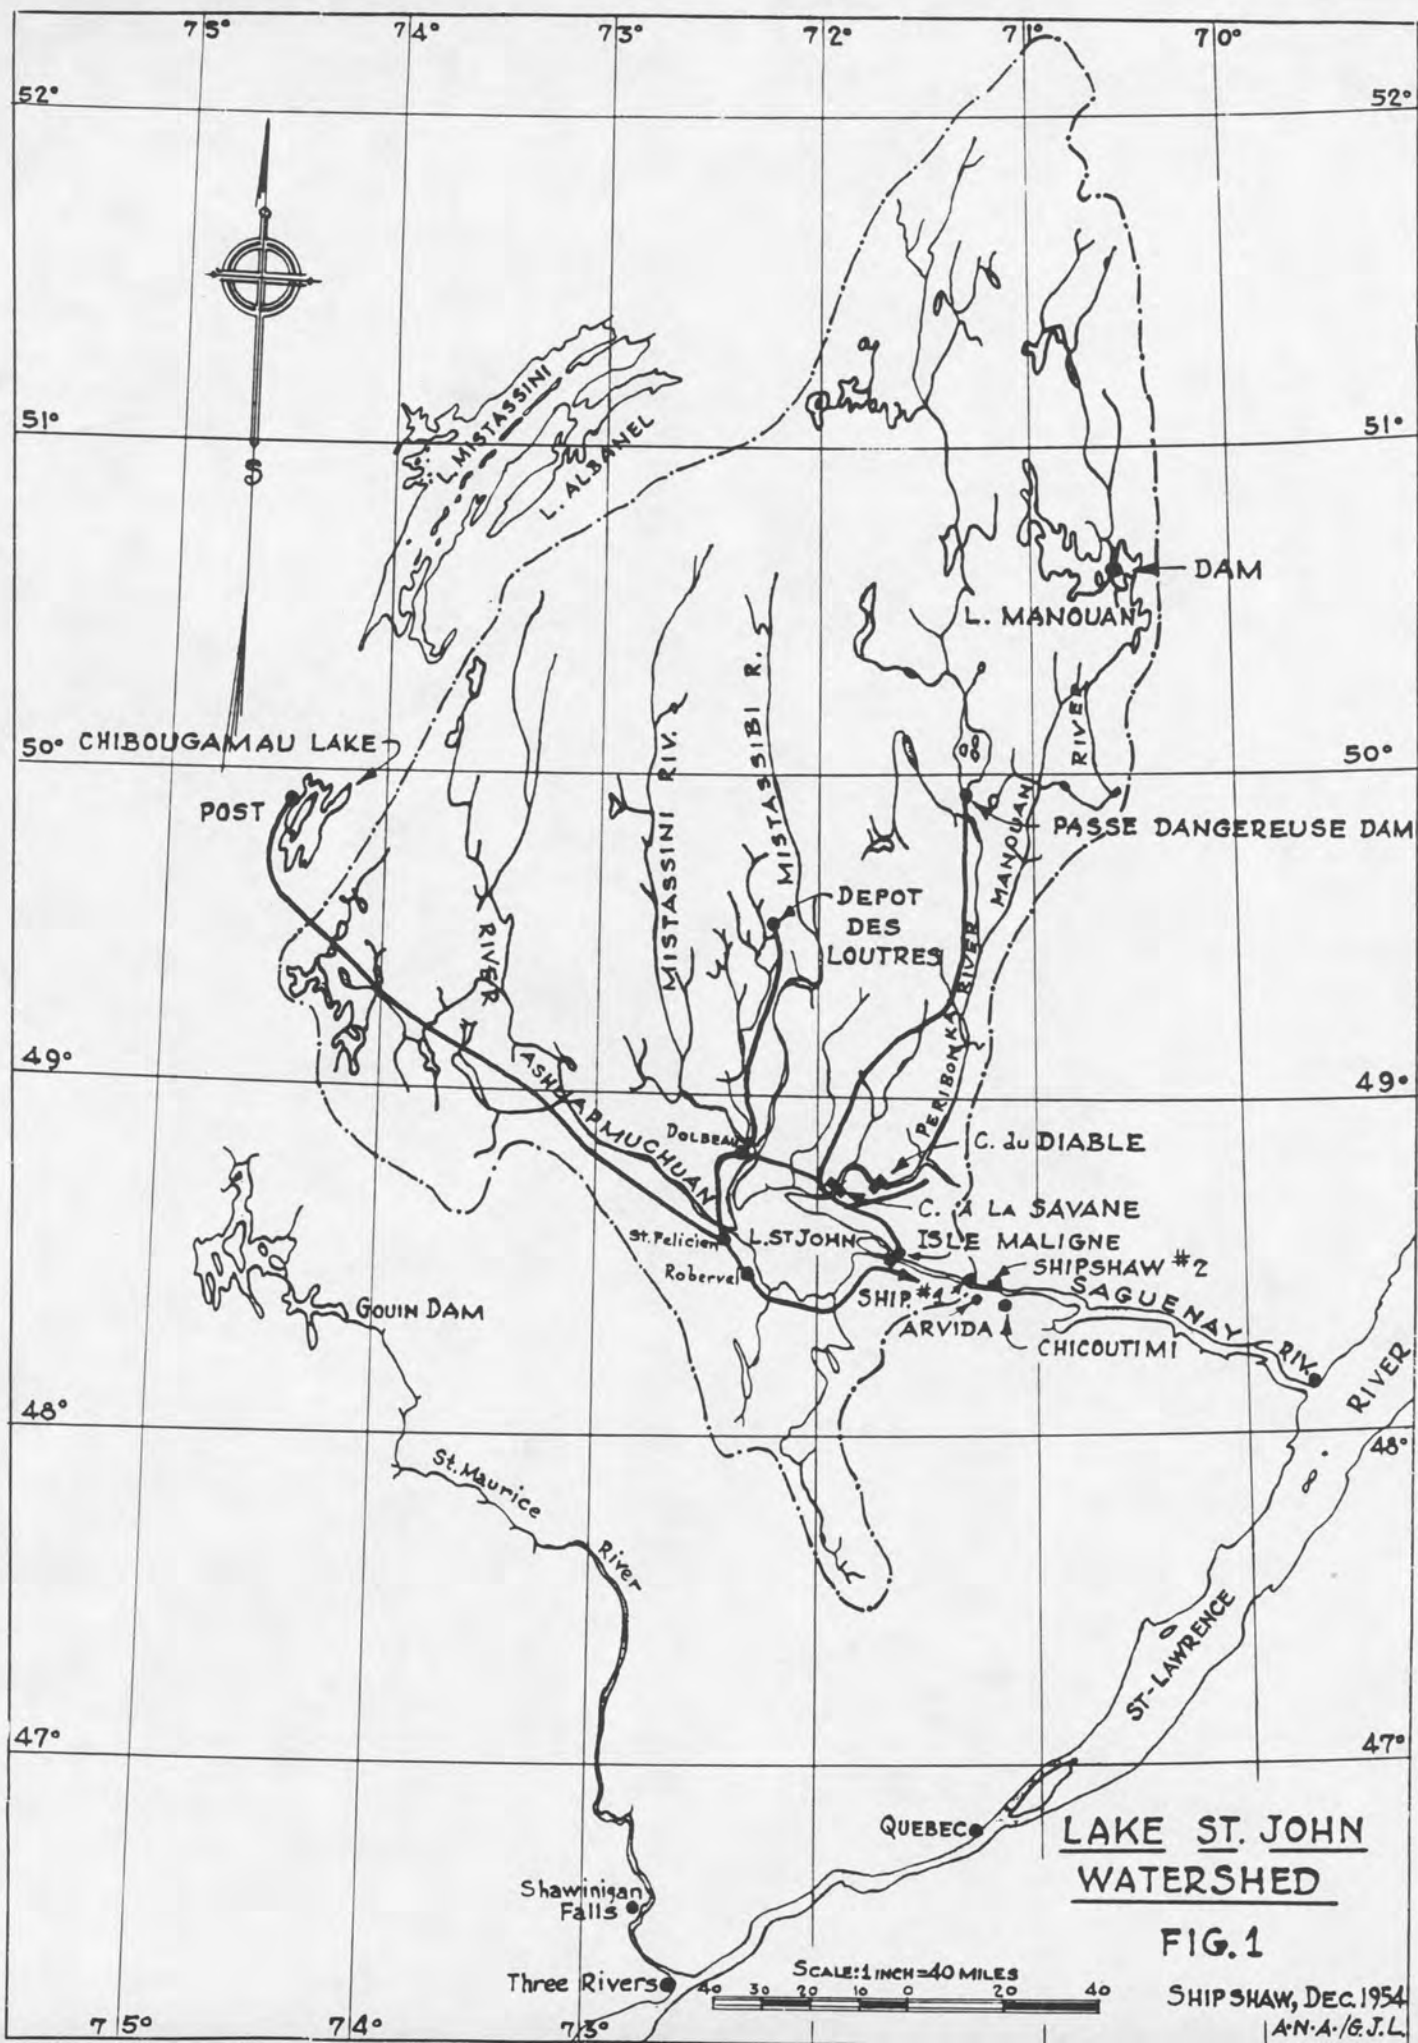 75° 74° 73° 72° 71° 70°
52° 52°
L. MISTASSINI
51° 51°
L. ALBANEL
S
DAM
L. MANOUAN
MISTASSIBI R.
MISTASSINI RIV.
50° CHIBOUGAMAU LAKE 50°
POST
MANOUAN RIVER
PASSE DANGEREUSE DAM
DEPOT
DES
LOUTRES
RIVER
PERIBONKA RIVER
49° 49°
ASHUAPMUCHUAN
DOLBEAU
C. du DIABLE
C. À LA SAVANE
St. Felicien
L. ST JOHN
ISLE MALIGNE
Roberval
SHIPSHAW #2
SHIP. #1
SAGUENAY RIV.
GOUIN DAM
ARVIDA
CHICOUTIMI
RIVER
48° 48°
St. Maurice River
ST-LAWRENCE
47° 47°
QUEBEC
LAKE ST. JOHN
WATERSHED
FIG. 1
Shawinigan
Falls
Three Rivers
SCALE: 1 INCH = 40 MILES
40 30 20 10 0 20 40
SHIPSHAW, DEC. 1954
A.N.A./G.J.L.
75° 74° 73°